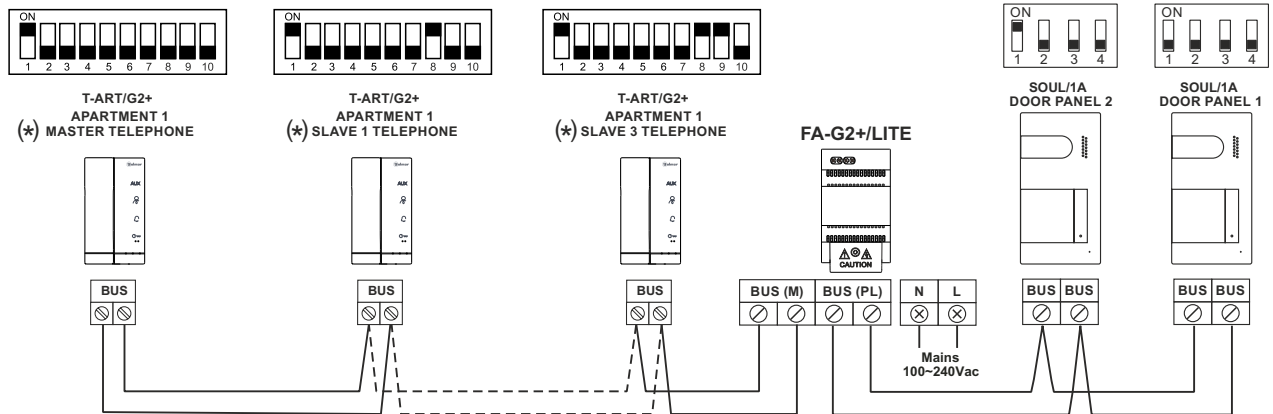 ON
1 2 3 4 5 6 7 8 9 10
T-ART/G2+
APARTMENT 1
(*) MASTER TELEPHONE
AUX
BUS
ON
1 2 3 4 5 6 7 8 9 10
T-ART/G2+
APARTMENT 1
(*) SLAVE 1 TELEPHONE
AUX
BUS
ON
1 2 3 4 5 6 7 8 9 10
T-ART/G2+
APARTMENT 1
(*) SLAVE 3 TELEPHONE
AUX
BUS
FA-G2+/LITE
CAUTION
BUS (M) BUS (PL) N L
Mains
100~240Vac
ON
1 2 3 4
SOUL/1A
DOOR PANEL 2
BUS BUS
ON
1 2 3 4
SOUL/1A
DOOR PANEL 1
BUS BUS